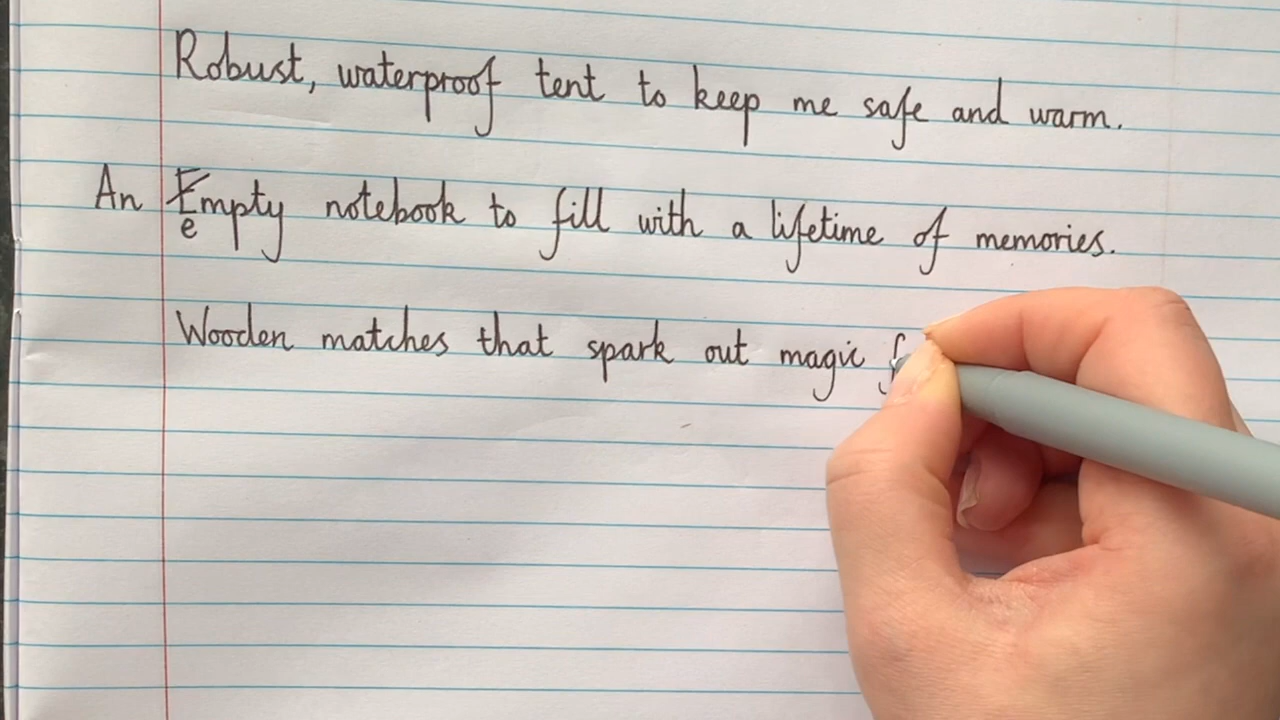 Robust, waterproof tent to keep me safe and warm.
An empty notebook to fill with a lifetime of memories.
Wooden matches that spark out magic